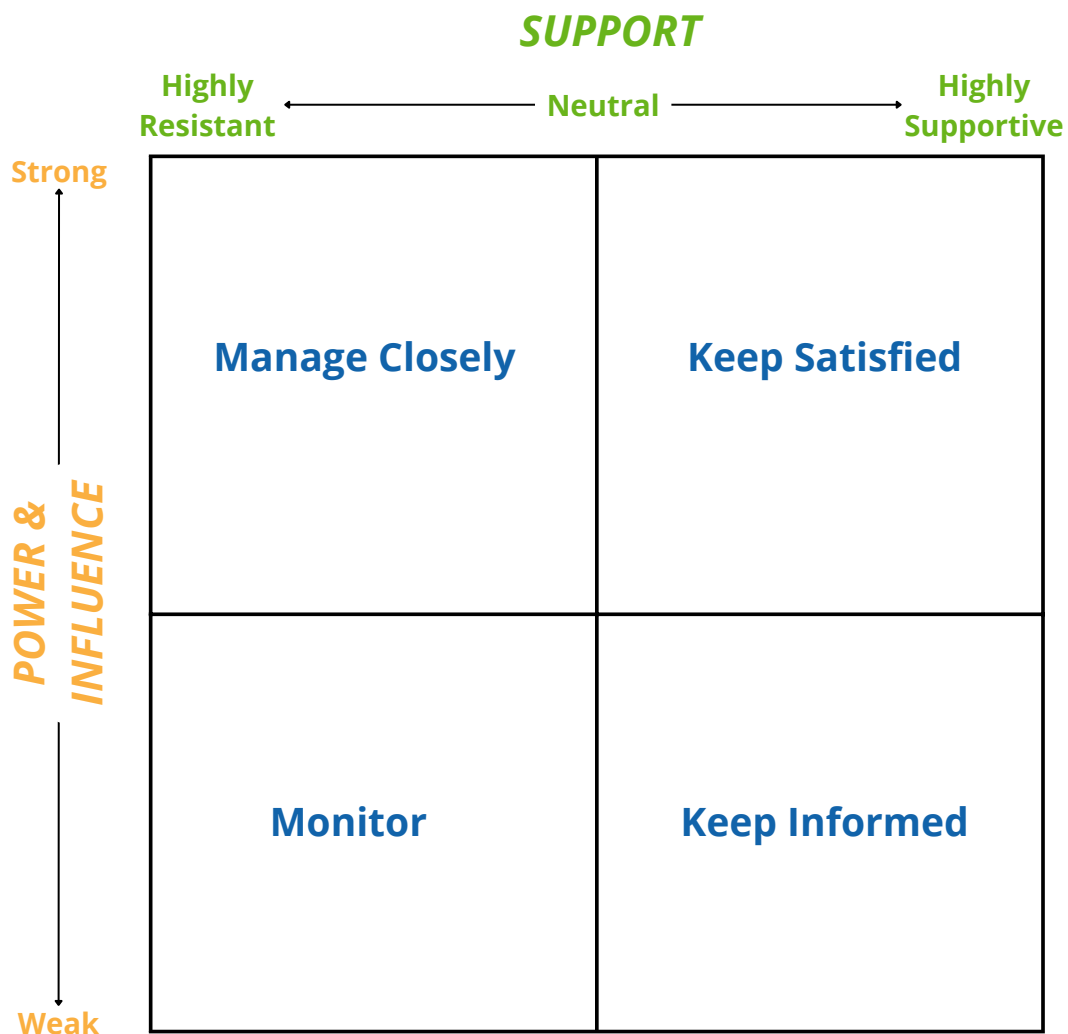 SUPPORT
Highly
Resistant
Neutral
Highly
Supportive
Strong
POWER &
INFLUENCE
Weak
Manage Closely
Keep Satisfied
Monitor
Keep Informed